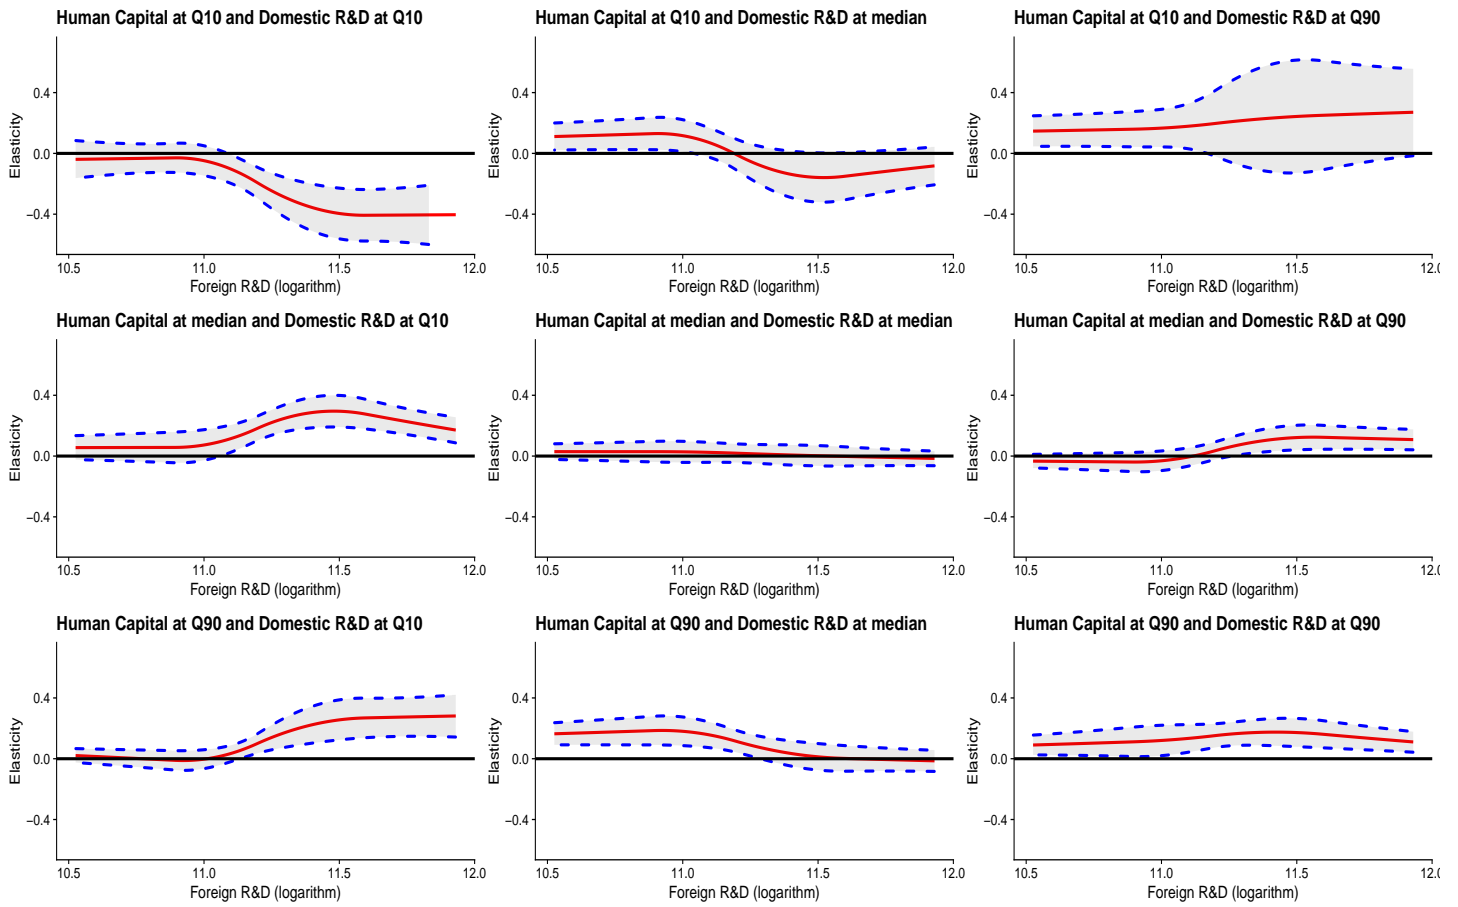 Human Capital at Q10 and Domestic R&D at Q10
Elasticity
0.4
0.0
−0.4
10.5 11.0 11.5 12.0
Foreign R&D (logarithm)
Human Capital at Q10 and Domestic R&D at median
Elasticity
0.4
0.0
−0.4
10.5 11.0 11.5 12.0
Foreign R&D (logarithm)
Human Capital at Q10 and Domestic R&D at Q90
Elasticity
0.4
0.0
−0.4
10.5 11.0 11.5 12.0
Foreign R&D (logarithm)
Human Capital at median and Domestic R&D at Q10
Elasticity
0.4
0.0
−0.4
10.5 11.0 11.5 12.0
Foreign R&D (logarithm)
Human Capital at median and Domestic R&D at median
Elasticity
0.4
0.0
−0.4
10.5 11.0 11.5 12.0
Foreign R&D (logarithm)
Human Capital at median and Domestic R&D at Q90
Elasticity
0.4
0.0
−0.4
10.5 11.0 11.5 12.0
Foreign R&D (logarithm)
Human Capital at Q90 and Domestic R&D at Q10
Elasticity
0.4
0.0
−0.4
10.5 11.0 11.5 12.0
Foreign R&D (logarithm)
Human Capital at Q90 and Domestic R&D at median
Elasticity
0.4
0.0
−0.4
10.5 11.0 11.5 12.0
Foreign R&D (logarithm)
Human Capital at Q90 and Domestic R&D at Q90
Elasticity
0.4
0.0
−0.4
10.5 11.0 11.5 12.0
Foreign R&D (logarithm)